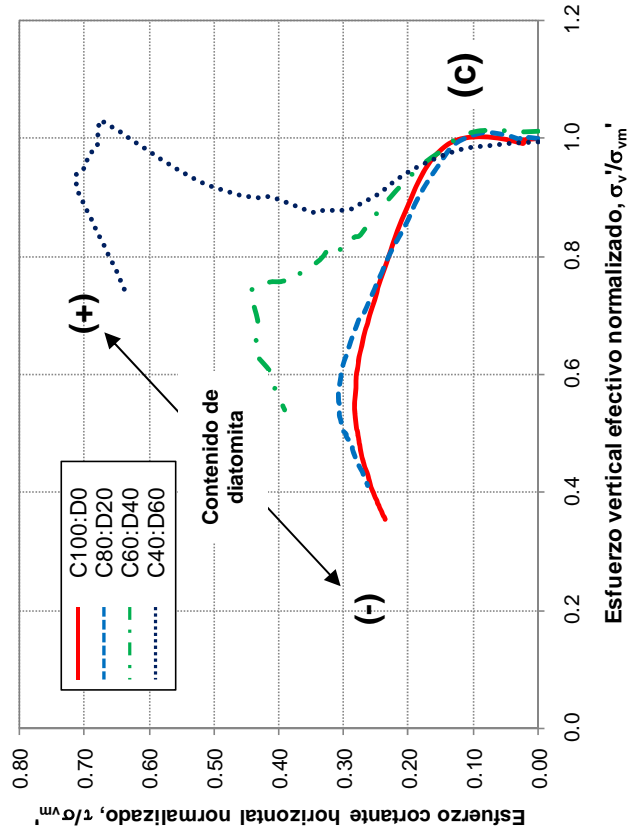 Esfuerzo cortante horizontal normalizado, τ/σvm'
0.80
0.70
0.60
0.50
0.40
0.30
0.20
0.10
0.00
C100:D0
C80:D20
C60:D40
C40:D60
(+)
Contenido de
diatomita
(-)
(c)
0.0 0.2 0.4 0.6 0.8 1.0 1.2
Esfuerzo vertical efectivo normalizado, σv'/σvm'